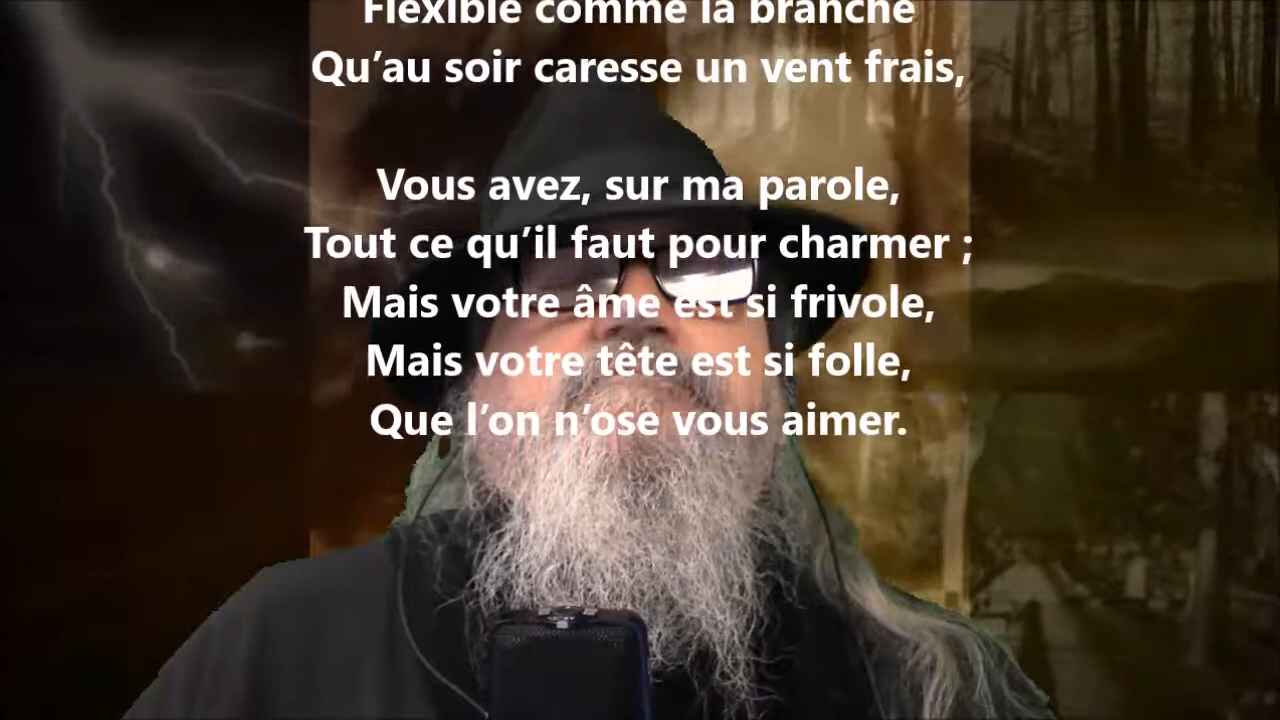 Flexible comme la branche
Qu’au soir caresse un vent frais,
Vous avez, sur ma parole,
Tout ce qu’il faut pour charmer ;
Mais votre âme est si frivole,
Mais votre tête est si folle,
Que l’on n’ose vous aimer.